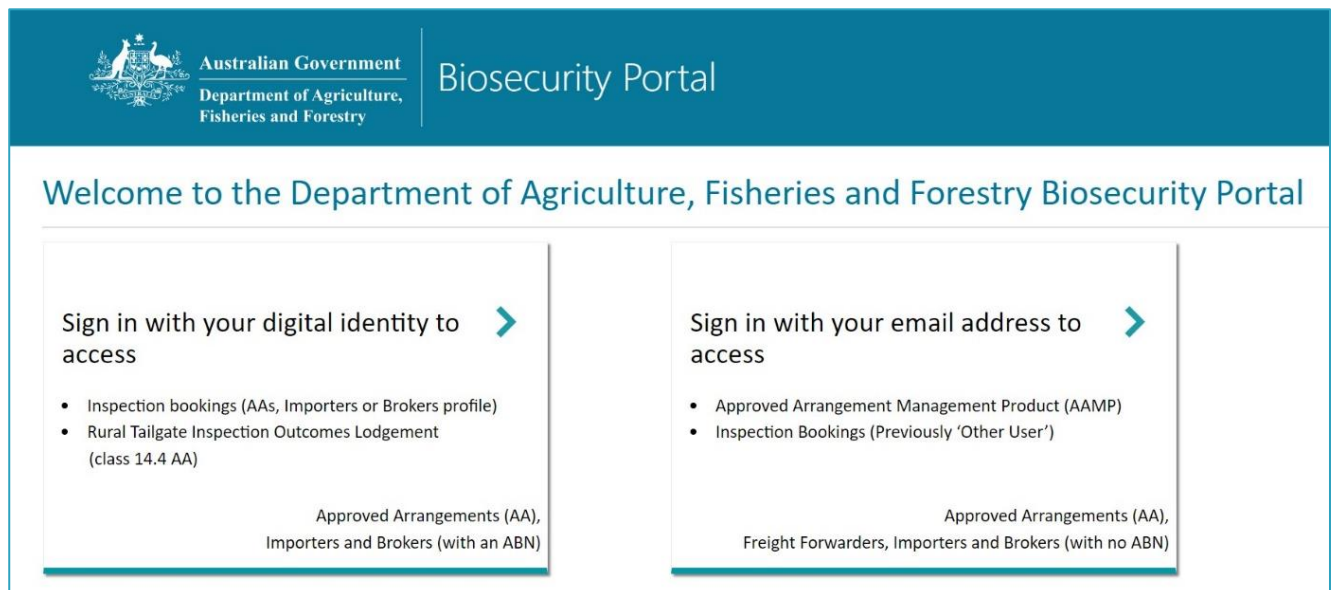 Australian Government
Department of Agriculture,
Fisheries and Forestry
Biosecurity Portal
Welcome to the Department of Agriculture, Fisheries and Forestry Biosecurity Portal
Sign in with your digital identity to
access
• Inspection bookings (AAs, Importers or Brokers profile)
• Rural Tailgate Inspection Outcomes Lodgement
(class 14.4 AA)
Approved Arrangements (AA),
Importers and Brokers (with an ABN)
Sign in with your email address to
access
• Approved Arrangement Management Product (AAMP)
• Inspection Bookings (Previously ‘Other User’)
Approved Arrangements (AA),
Freight Forwarders, Importers and Brokers (with no ABN)